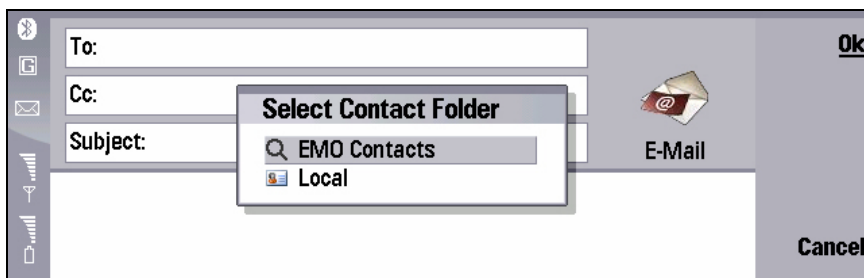 To:
Ok
Cc:
Select Contact Folder
Subject:
EMO Contacts
E-Mail
Local
Cancel
G
@